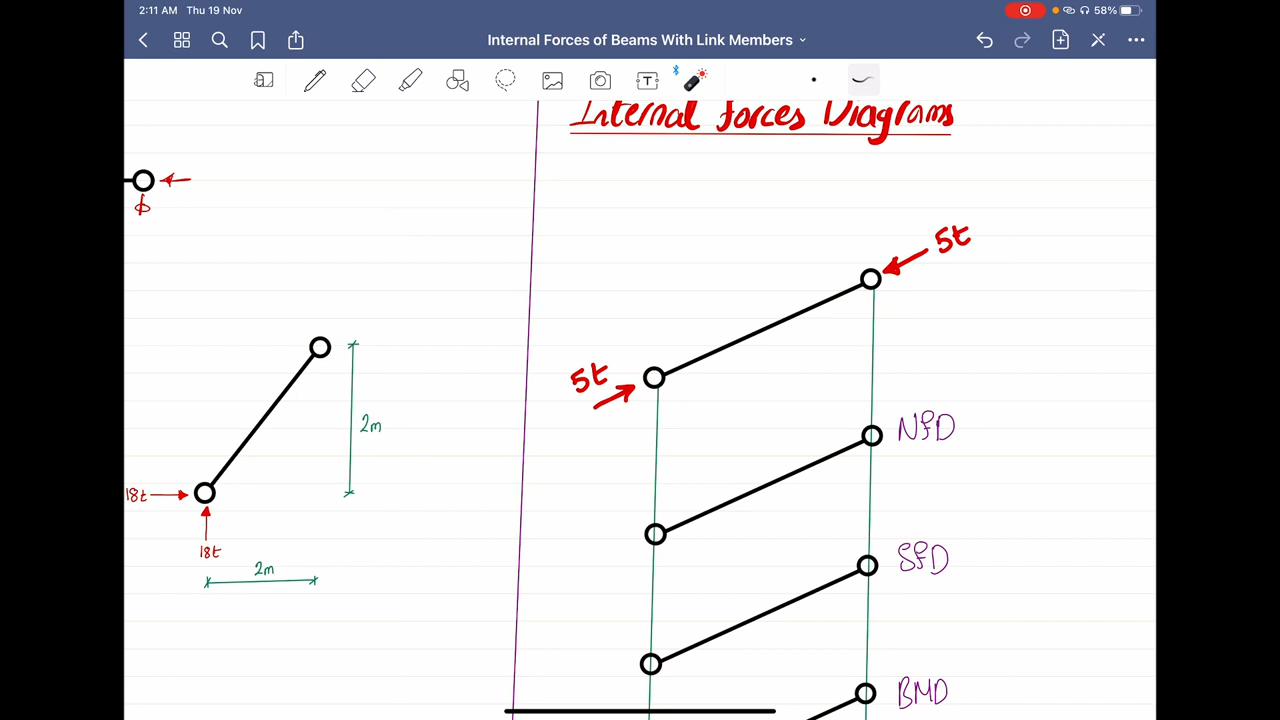 2:11 AM Thu 19 Nov
58%
Internal Forces of Beams With Link Members
T
Internal Forces Diagrams
5t
5t
2m
NFD
18t
18t
2m
SFD
BMD